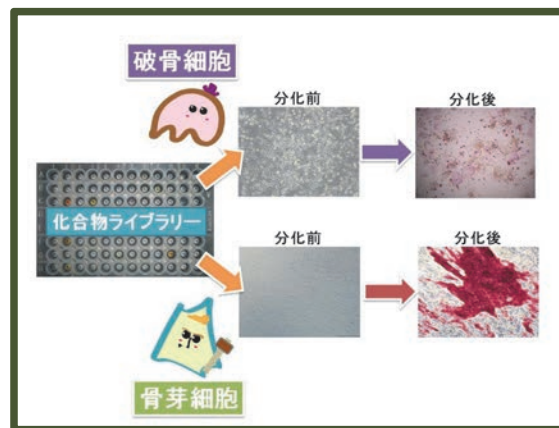 破骨細胞
分化前
分化後
化合物ライブラリー
分化前
分化後
骨芽細胞